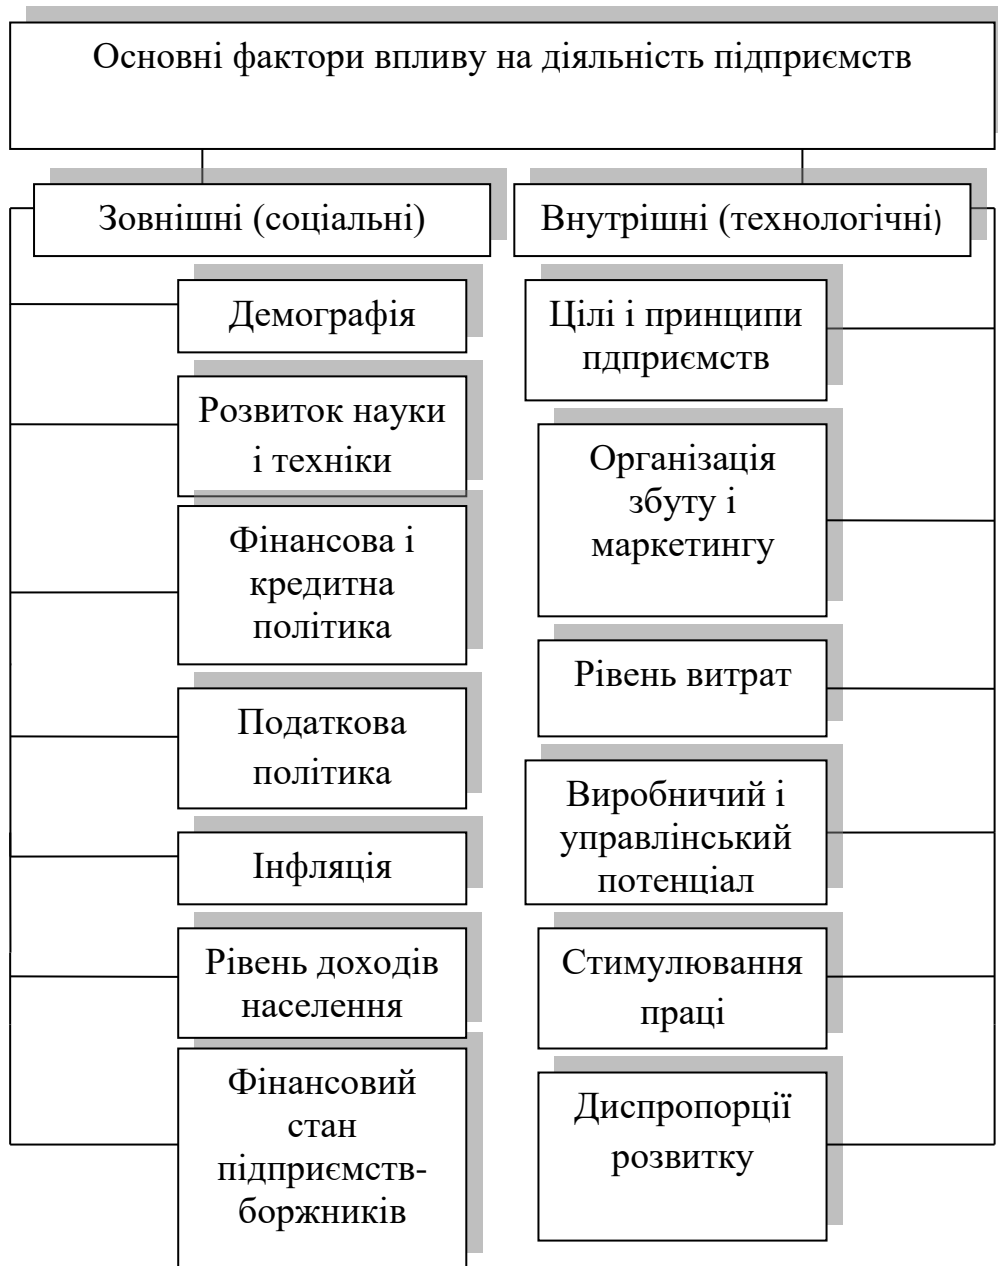 Основні фактори впливу на діяльність підприємств
Зовнішні (соціальні)
Демографія
Розвиток науки
і техніки
Фінансова і
кредитна
політика
Податкова
політика
Інфляція
Рівень доходів
населення
Фінансовий
стан
підприємств-
боржників
Внутрішні (технологічні)
Цілі і принципи
пдприємств
Організація
збуту і
маркетингу
Рівень витрат
Виробничий і
управлінський
потенціал
Стимулювання
праці
Диспропорції
розвитку